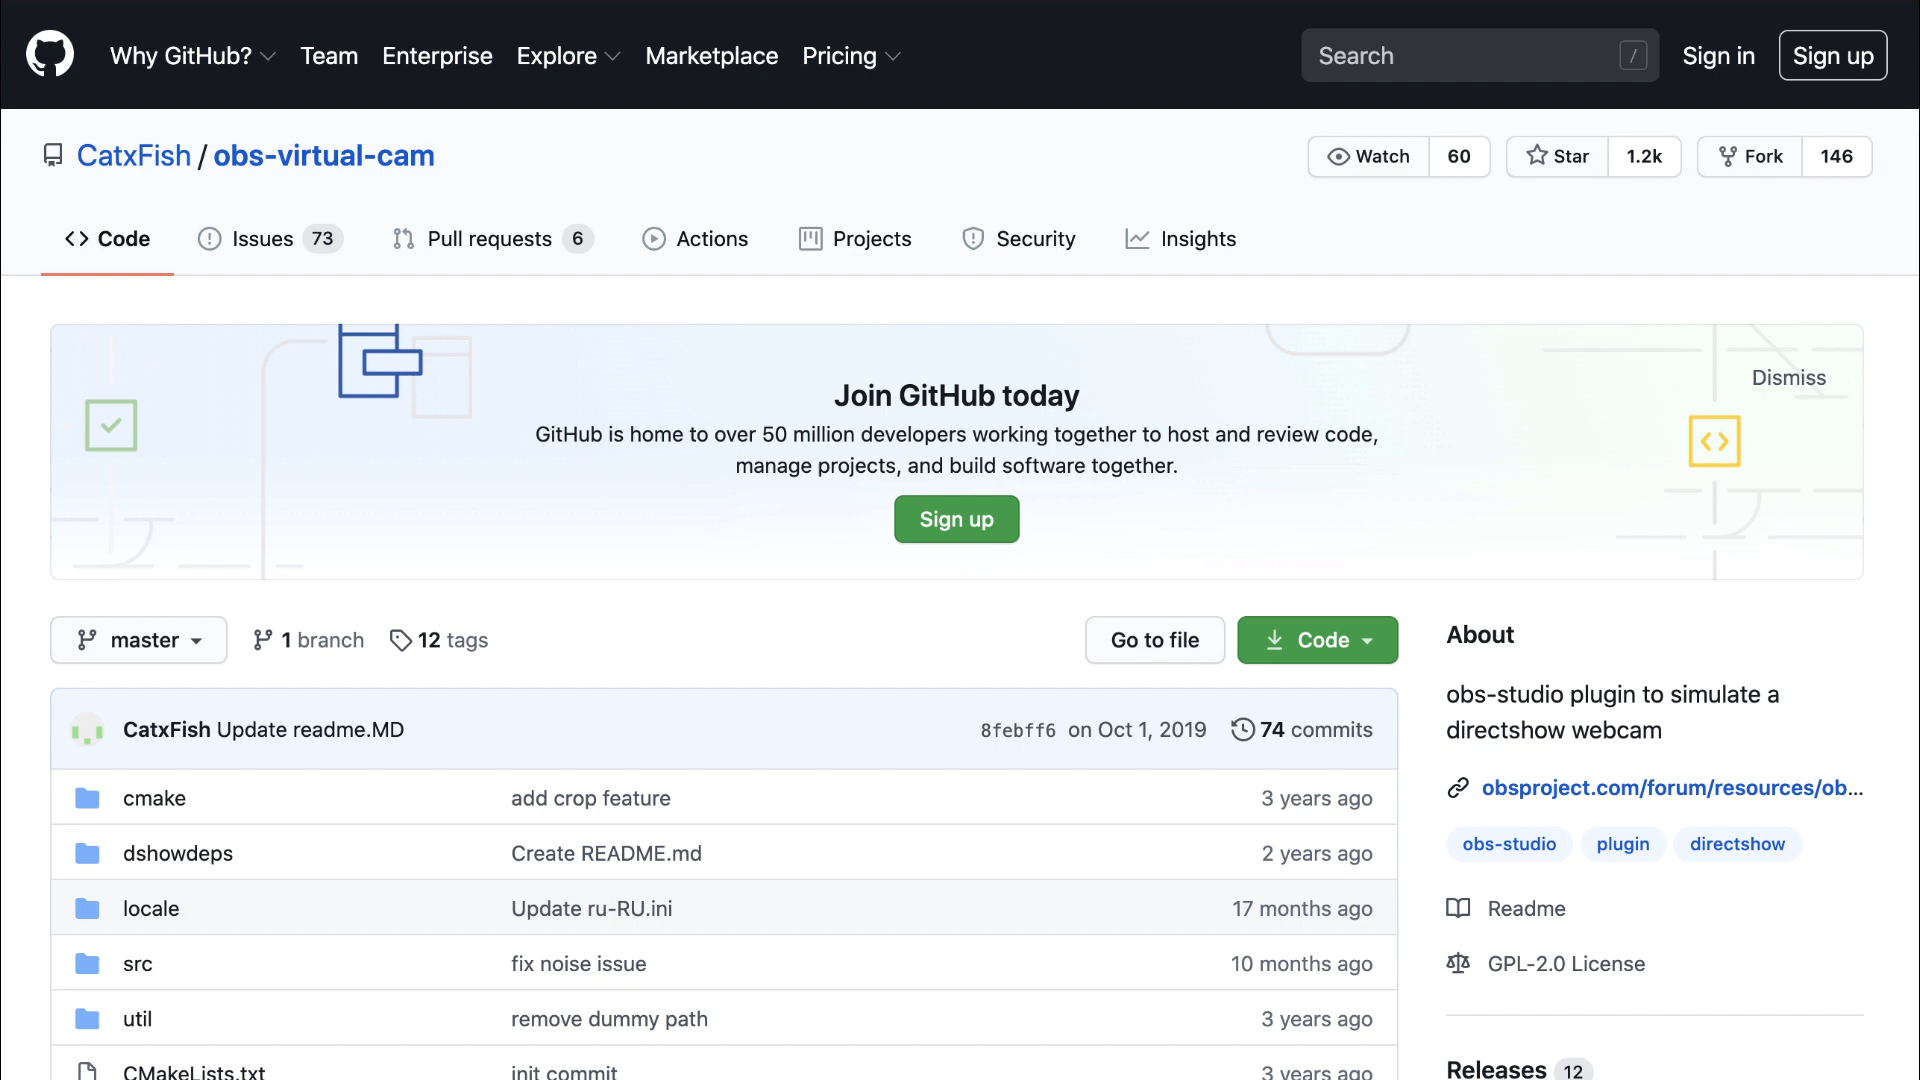 Why GitHub? Team Enterprise Explore Marketplace Pricing Search / Sign in Sign up
CatxFish / obs-virtual-cam Watch 60 Star 1.2k Fork 146
Code Issues 73 Pull requests 6 Actions Projects Security Insights
Dismiss
Join GitHub today
GitHub is home to over 50 million developers working together to host and review code,
manage projects, and build software together.
Sign up
master 1 branch 12 tags Go to file Code
CatxFish Update readme.MD 8febff6 on Oct 1, 2019 74 commits
cmake add crop feature 3 years ago
dshowdeps Create README.md 2 years ago
locale Update ru-RU.ini 17 months ago
src fix noise issue 10 months ago
util remove dummy path 3 years ago
CMakeLists.txt init commit 3 years ago
About
obs-studio plugin to simulate a
directshow webcam
obsproject.com/forum/resources/ob...
obs-studio plugin directshow
Readme
GPL-2.0 License
Releases 12